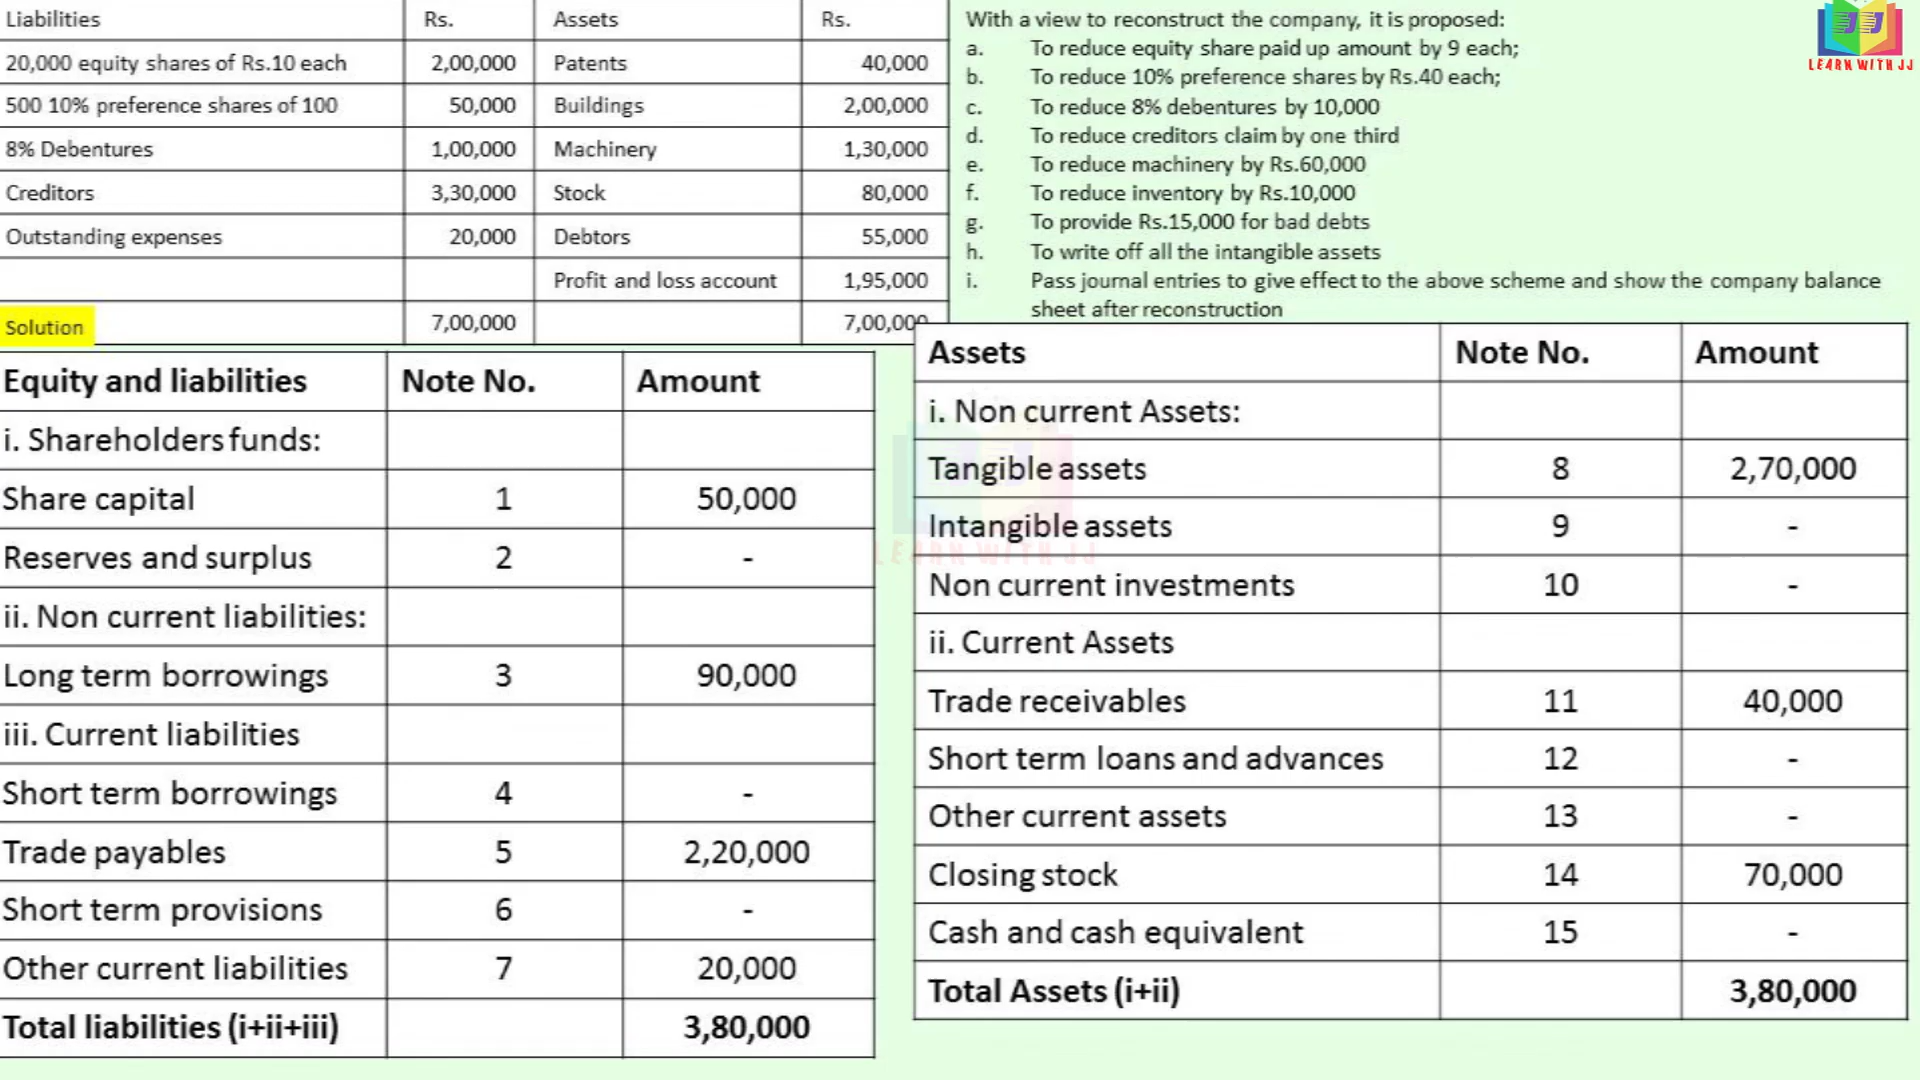 Liabilities Rs. Assets Rs.
20,000 equity shares of Rs.10 each 2,00,000 Patents 40,000
500 10% preference shares of 100 50,000 Buildings 2,00,000
8% Debentures 1,00,000 Machinery 1,30,000
Creditors 3,30,000 Stock 80,000
Outstanding expenses 20,000 Debtors 55,000
Profit and loss account 1,95,000
Solution 7,00,000 7,00,000
With a view to reconstruct the company, it is proposed:
a. To reduce equity share paid up amount by 9 each;
b. To reduce 10% preference shares by Rs.40 each;
c. To reduce 8% debentures by 10,000
d. To reduce creditors claim by one third
e. To reduce machinery by Rs.60,000
f. To reduce inventory by Rs.10,000
g. To provide Rs.15,000 for bad debts
h. To write off all the intangible assets
i. Pass journal entries to give effect to the above scheme and show the company balance
sheet after reconstruction
LEARN WITH JJ
Equity and liabilities Note No. Amount
i. Shareholders funds:
Share capital 1 50,000
Reserves and surplus 2 -
ii. Non current liabilities:
Long term borrowings 3 90,000
iii. Current liabilities
Short term borrowings 4 -
Trade payables 5 2,20,000
Short term provisions 6 -
Other current liabilities 7 20,000
Total liabilities (i+ii+iii) 3,80,000
Assets Note No. Amount
i. Non current Assets:
Tangible assets 8 2,70,000
Intangible assets 9 -
Non current investments 10 -
ii. Current Assets
Trade receivables 11 40,000
Short term loans and advances 12 -
Other current assets 13 -
Closing stock 14 70,000
Cash and cash equivalent 15 -
Total Assets (i+ii) 3,80,000
LEARN WITH JJ